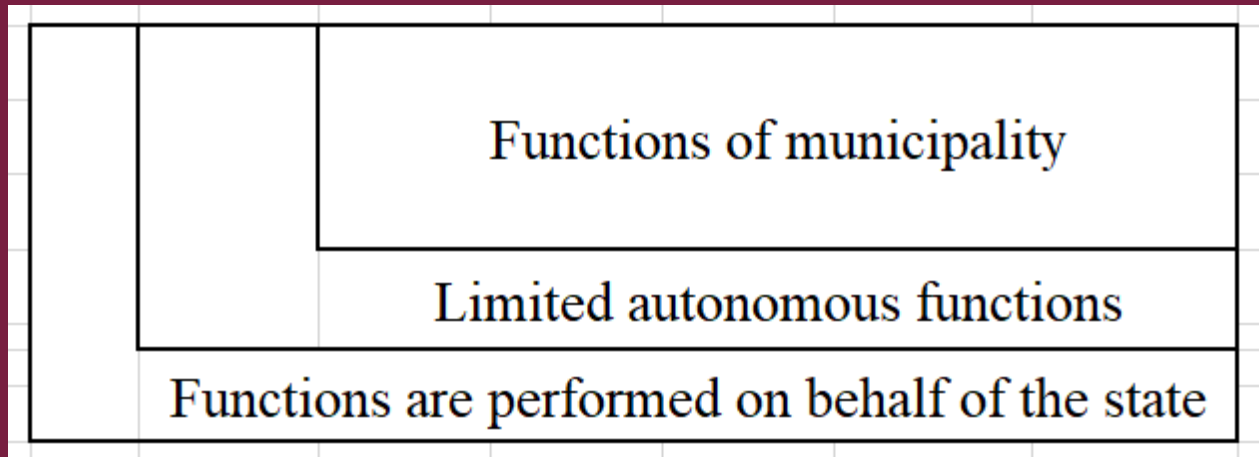 Functions of municipality
Limited autonomous functions
Functions are performed on behalf of the state